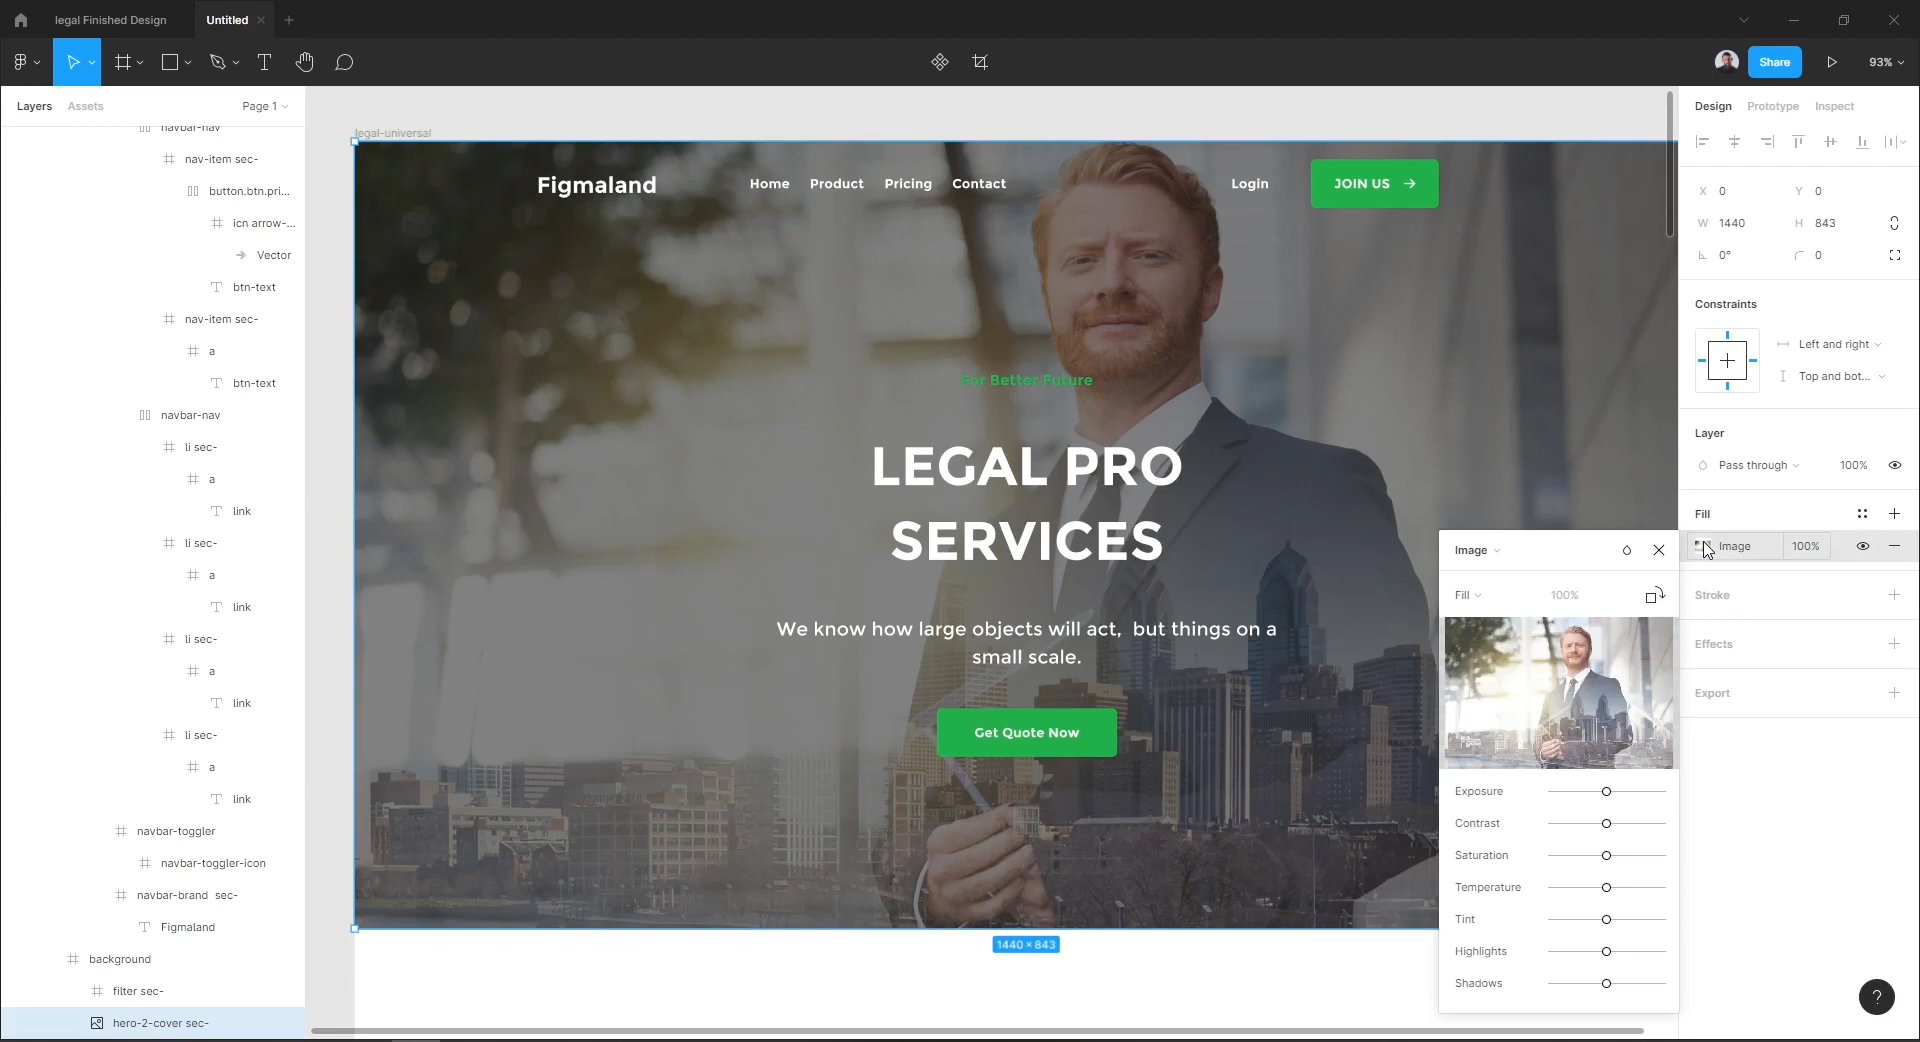 legal Finished Design
Untitled
Share
93%
Layers
Assets
Page 1
navbar-nav
nav-item sec-
button.btn.pri...
icn arrow-...
Vector
btn-text
nav-item sec-
a
btn-text
navbar-nav
li sec-
a
link
li sec-
a
link
li sec-
a
link
li sec-
a
link
navbar-toggler
navbar-toggler-icon
navbar-brand sec-
Figmaland
background
filter sec-
hero-2-cover sec-
legal-universal
Figmaland
Home
Product
Pricing
Contact
Login
JOIN US
For Better Future
LEGAL PRO
SERVICES
We know how large objects will act, but things on a
small scale.
Get Quote Now
1440 × 843
Image
Fill
100%
Exposure
Contrast
Saturation
Temperature
Tint
Highlights
Shadows
Design
Prototype
Inspect
X 0
Y 0
W 1440
H 843
0°
0
Constraints
Left and right
Top and bot...
Layer
Pass through
100%
Fill
Image
100%
Stroke
Effects
Export
?